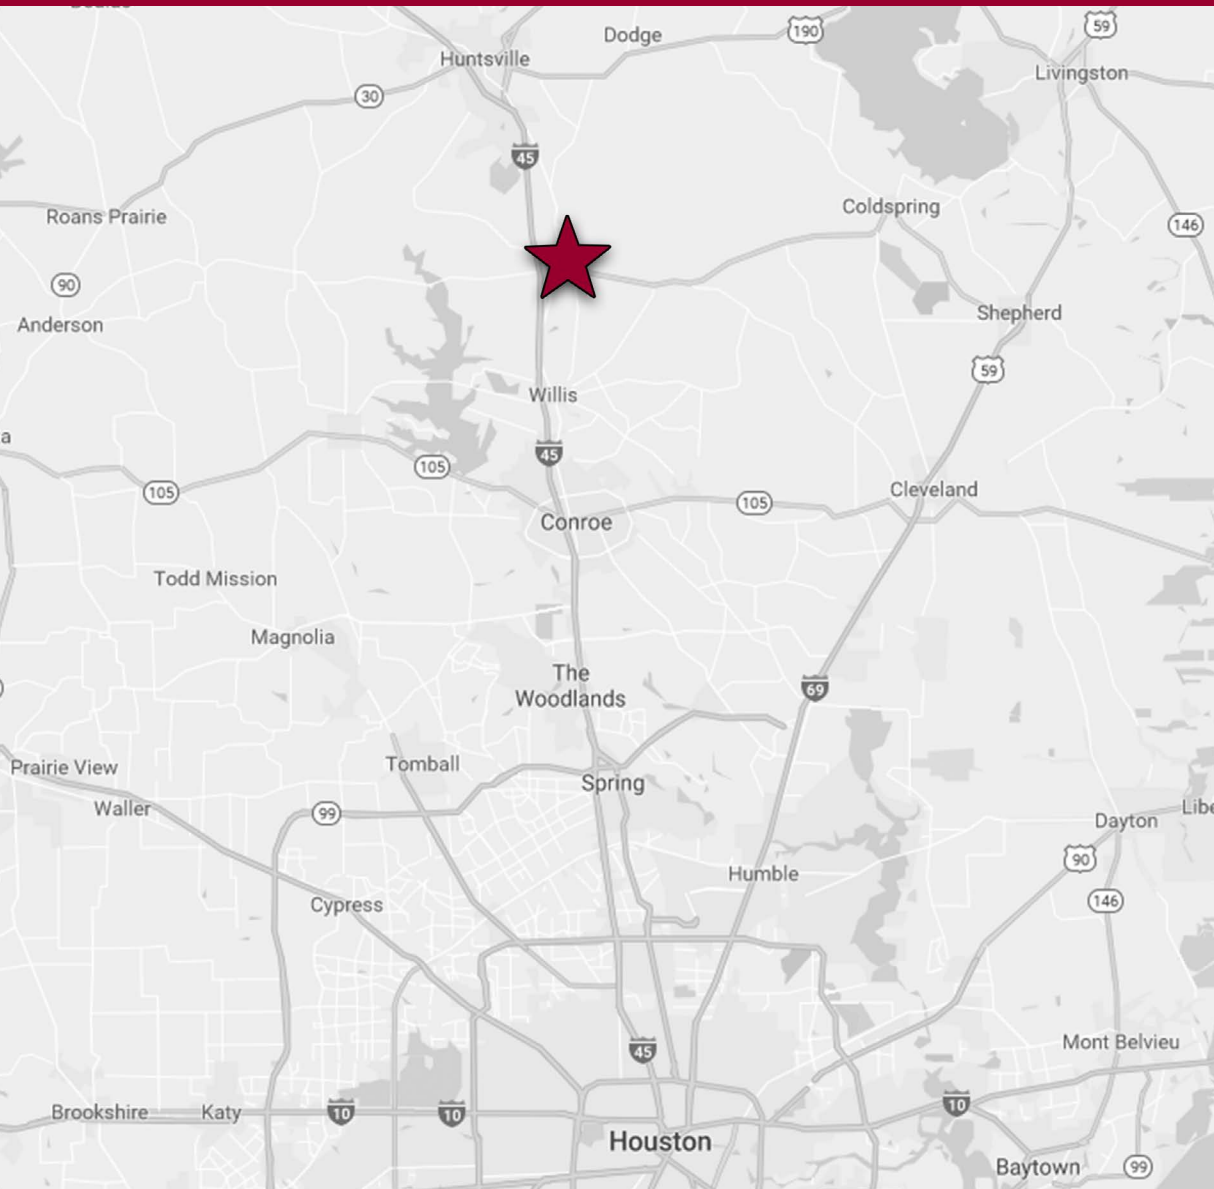 Dodge
190
59
Huntsville
Livingston
30
45
Coldspring
Roans Prairie
146
90
Anderson
Shepherd
59
Willis
a
45
105
105
105
Cleveland
Conroe
Todd Mission
Magnolia
The
Woodlands
69
Prairie View
Tomball
Spring
Waller
99
Libe
Dayton
90
Humble
146
Cypress
45
Mont Belvieu
Brookshire
Katy
10
10
10
Houston
Baytown
99